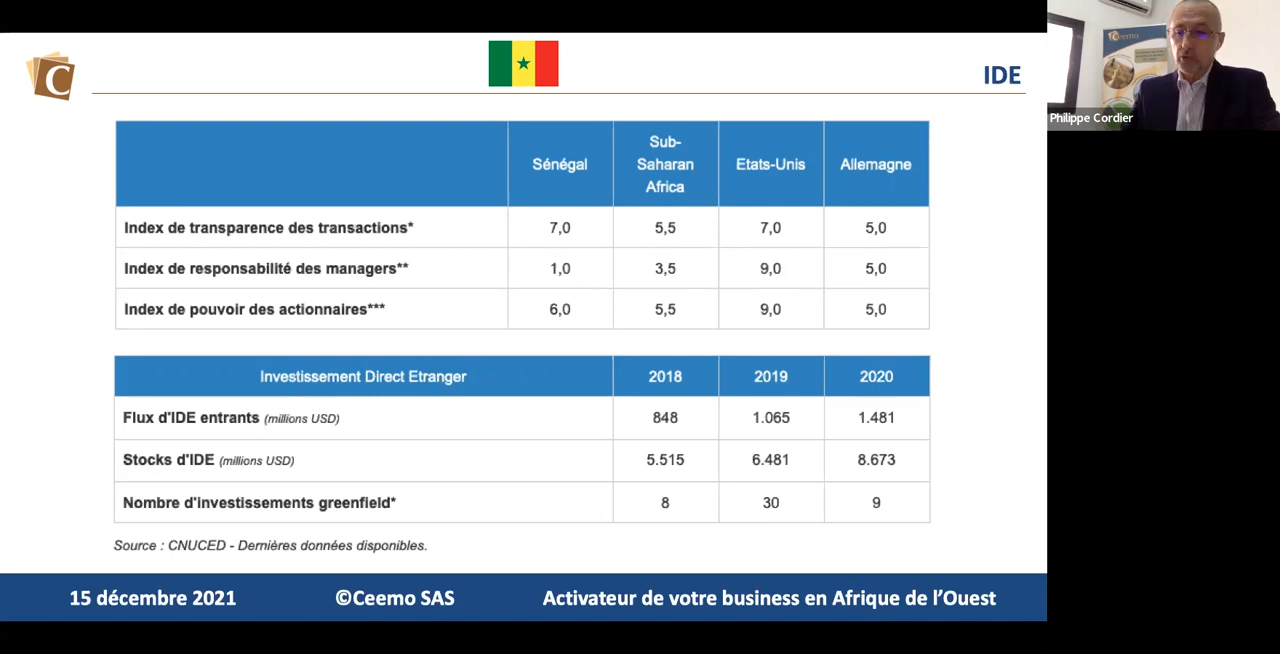 C
IDE
Philippe Cordier
Ceemo
Sénégal
Sub-
Saharan
Africa
Etats-Unis
Allemagne
Index de transparence des transactions* 7,0 5,5 7,0 5,0
Index de responsabilité des managers** 1,0 3,5 9,0 5,0
Index de pouvoir des actionnaires*** 6,0 5,5 9,0 5,0
Investissement Direct Etranger 2018 2019 2020
Flux d'IDE entrants (millions USD) 848 1.065 1.481
Stocks d'IDE (millions USD) 5.515 6.481 8.673
Nombre d'investissements greenfield* 8 30 9
Source : CNUCED - Dernières données disponibles.
15 décembre 2021 ©Ceemo SAS Activateur de votre business en Afrique de l’Ouest